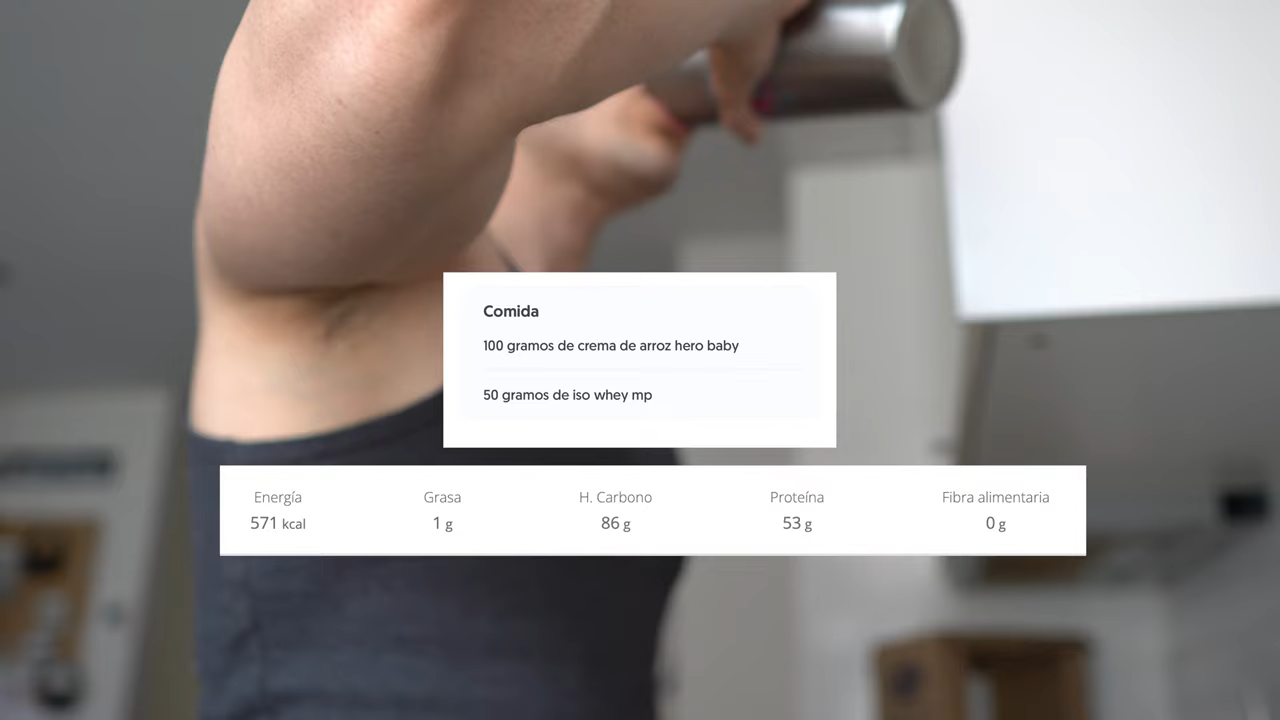 Comida
100 gramos de crema de arroz hero baby
50 gramos de iso whey mp
Energía Grasa H. Carbono Proteína Fibra alimentaria
571 kcal 1 g 86 g 53 g 0 g